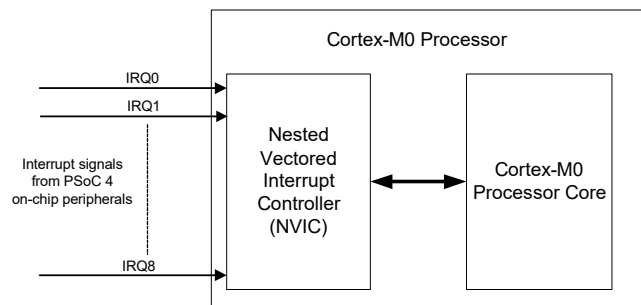 Cortex-M0 Processor
IRQ0
IRQ1
Interrupt signals
from PSoC 4
on-chip peripherals
IRQ8
Nested
Vectored
Interrupt
Controller
(NVIC)
Cortex-M0
Processor Core